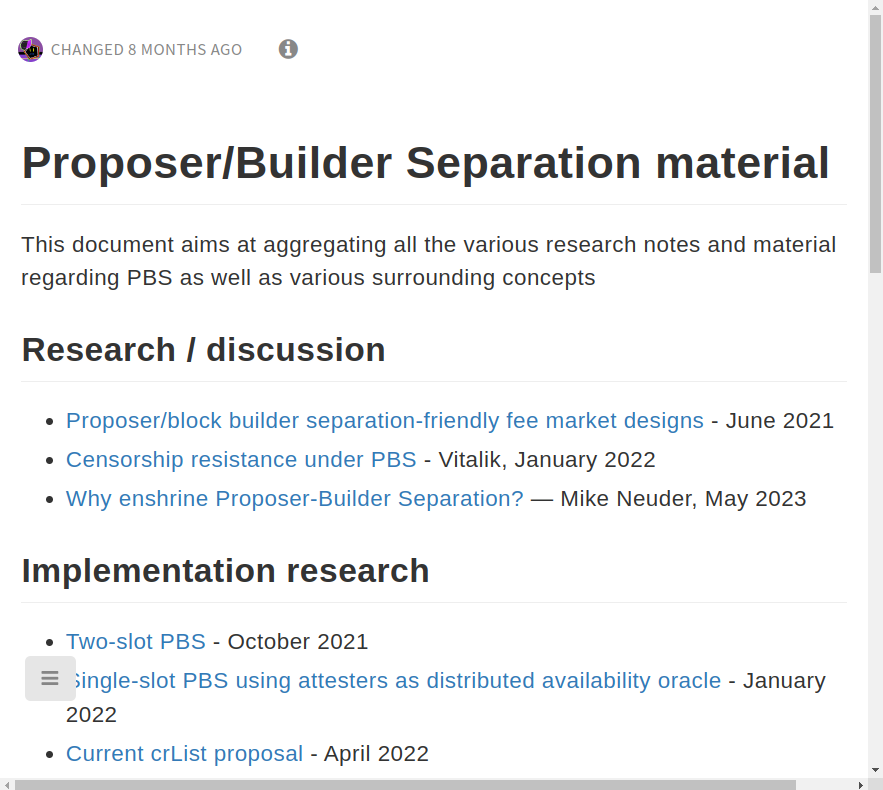 CHANGED 8 MONTHS AGO
Proposer/Builder Separation material
This document aims at aggregating all the various research notes and material
regarding PBS as well as various surrounding concepts
Research / discussion
• Proposer/block builder separation-friendly fee market designs - June 2021
• Censorship resistance under PBS - Vitalik, January 2022
• Why enshrine Proposer-Builder Separation? — Mike Neuder, May 2023
Implementation research
• Two-slot PBS - October 2021
Single-slot PBS using attesters as distributed availability oracle - January
2022
• Current crList proposal - April 2022